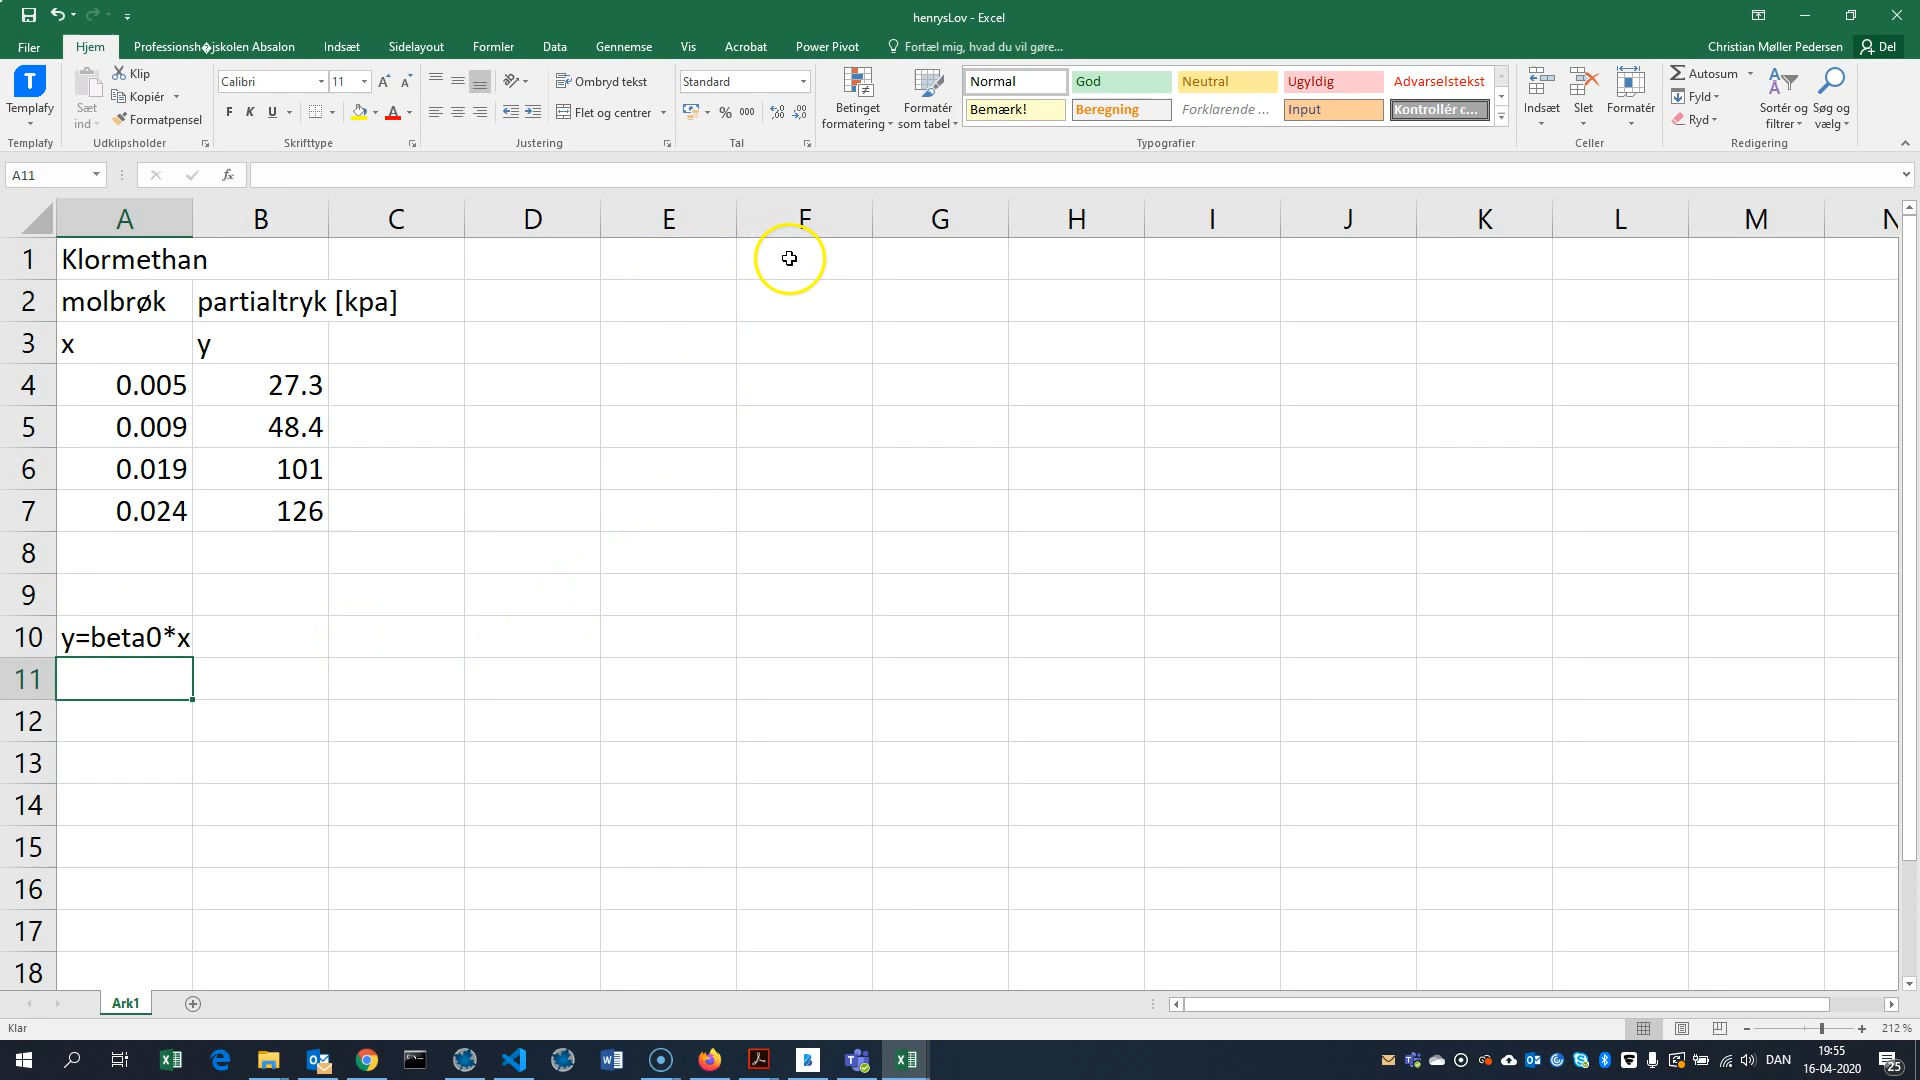 henrysLov - Excel
Filer Hjem Professionsh�jskolen Absalon Indsæt Sidelayout Formler Data Gennemse Vis Acrobat Power Pivot Fortæl mig, hvad du vil gøre... Christian Møller Pedersen Del
Templafy
Templafy
Sæt ind
Klip
Kopiér
Formatpensel
Udklipsholder
Calibri 11
F K U
Skrifttype
Ombryd tekst
Flet og centrer
Justering
Standard
% 000
Tal
Betinget formatering
Formatér som tabel
Normal God Neutral Ugyldig Advarselstekst
Bemærk! Beregning Forklarende ... Input Kontrollér c...
Typografier
Indsæt Slet Formatér
Celler
Autosum
Fyld
Ryd
Sortér og filtrer
Søg og vælg
Redigering
A11 fx
A B C D E F G H I J K L M N
1 Klormethan
2 molbrøk partialtryk [kpa]
3 x y
4 0.005 27.3
5 0.009 48.4
6 0.019 101
7 0.024 126
8
9
10 y=beta0*x
11
12
13
14
15
16
17
18
Ark1
Klar 212 %
DAN 19:55
16-04-2020
25